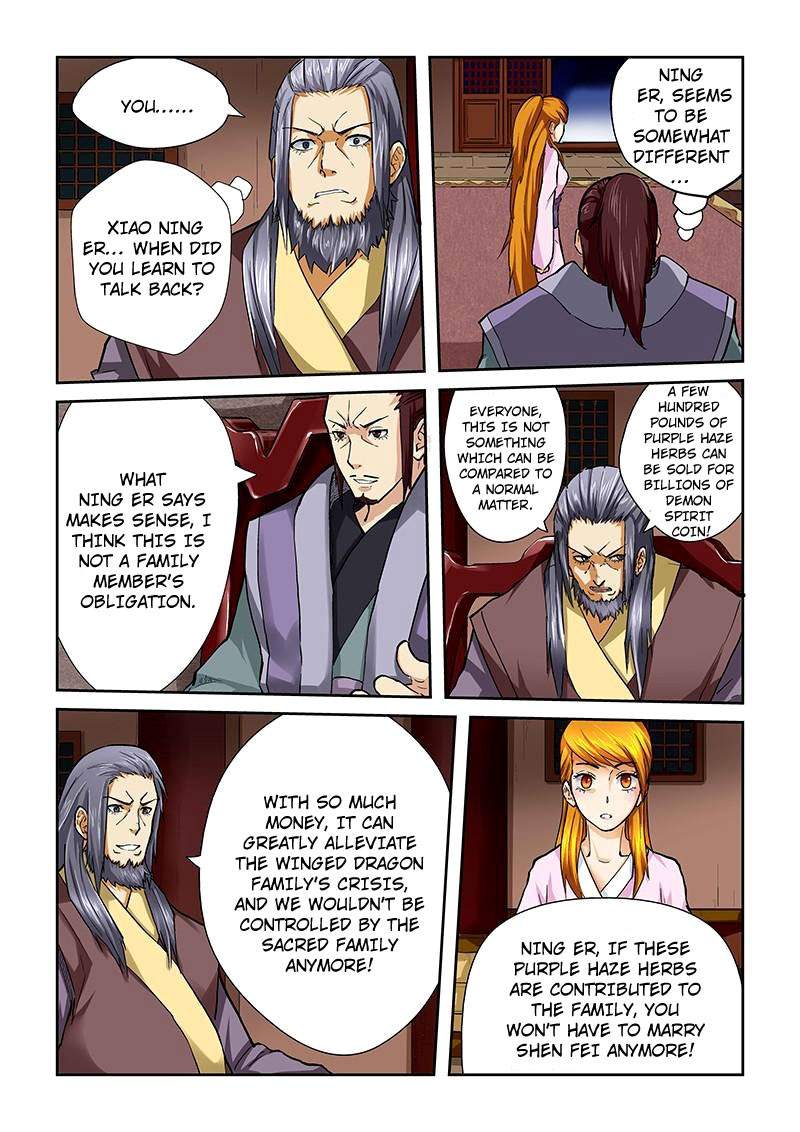 YOU......
XIAO NING
ER... WHEN DID
YOU LEARN TO
TALK BACK?
NING
ER, SEEMS
TO BE
SOMEWHAT
DIFFERENT
...
WHAT
NING ER SAYS
MAKES SENSE, I
THINK THIS IS
NOT A FAMILY
MEMBER'S
OBLIGATION.
EVERYONE,
THIS IS NOT
SOMETHING
WHICH CAN BE
COMPARED TO
A NORMAL
MATTER.
A FEW
HUNDRED
POUNDS OF
PURPLE HAZE
HERBS CAN
BE SOLD FOR
BILLIONS OF
DEMON
SPIRIT
COIN!
WITH SO MUCH
MONEY, IT CAN
GREATLY ALLEVIATE
THE WINGED DRAGON
FAMILY'S CRISIS,
AND WE WOULDN'T BE
CONTROLLED BY THE
SACRED FAMILY
ANYMORE!
NING ER, IF THESE
PURPLE HAZE HERBS
ARE CONTRIBUTED TO
THE FAMILY, YOU
WON'T HAVE TO MARRY
SHEN FEI ANYMORE!